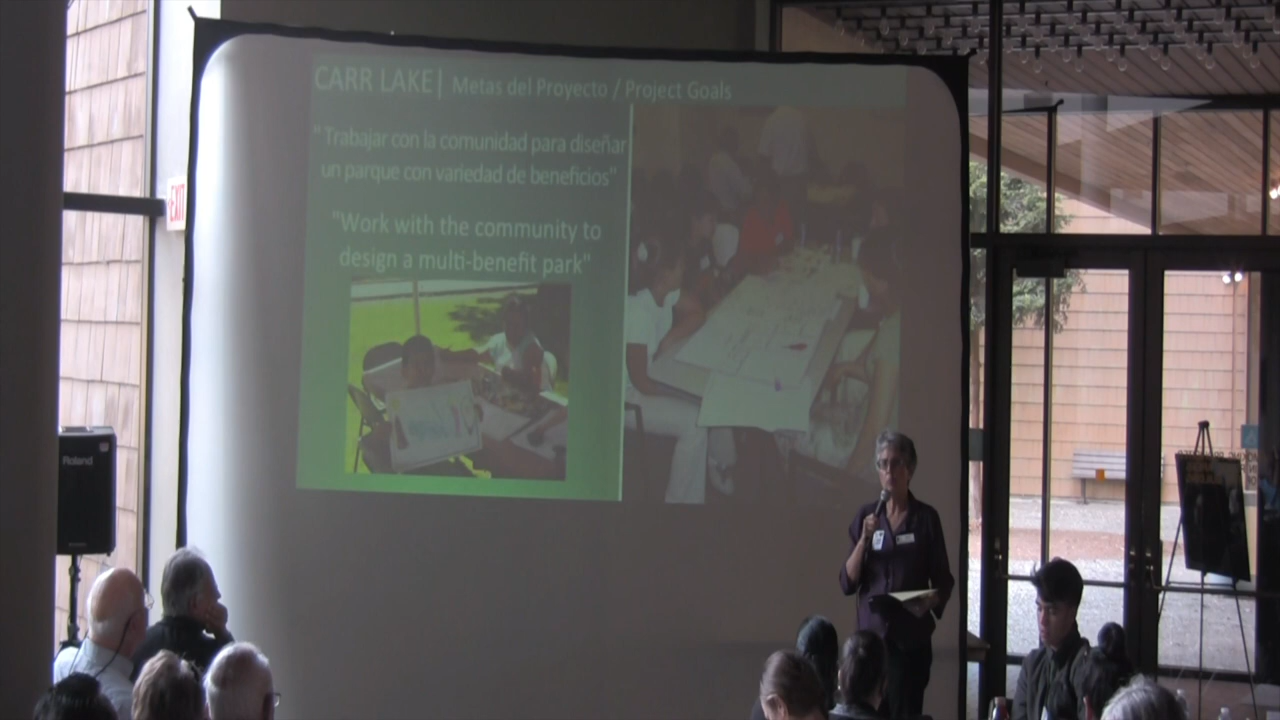 CARR LAKE| Metas del Proyecto / Project Goals
"Trabajar con la comunidad para diseñar
un parque con variedad de beneficios"
"Work with the community to
design a multi-benefit park"
EXIT
Roland